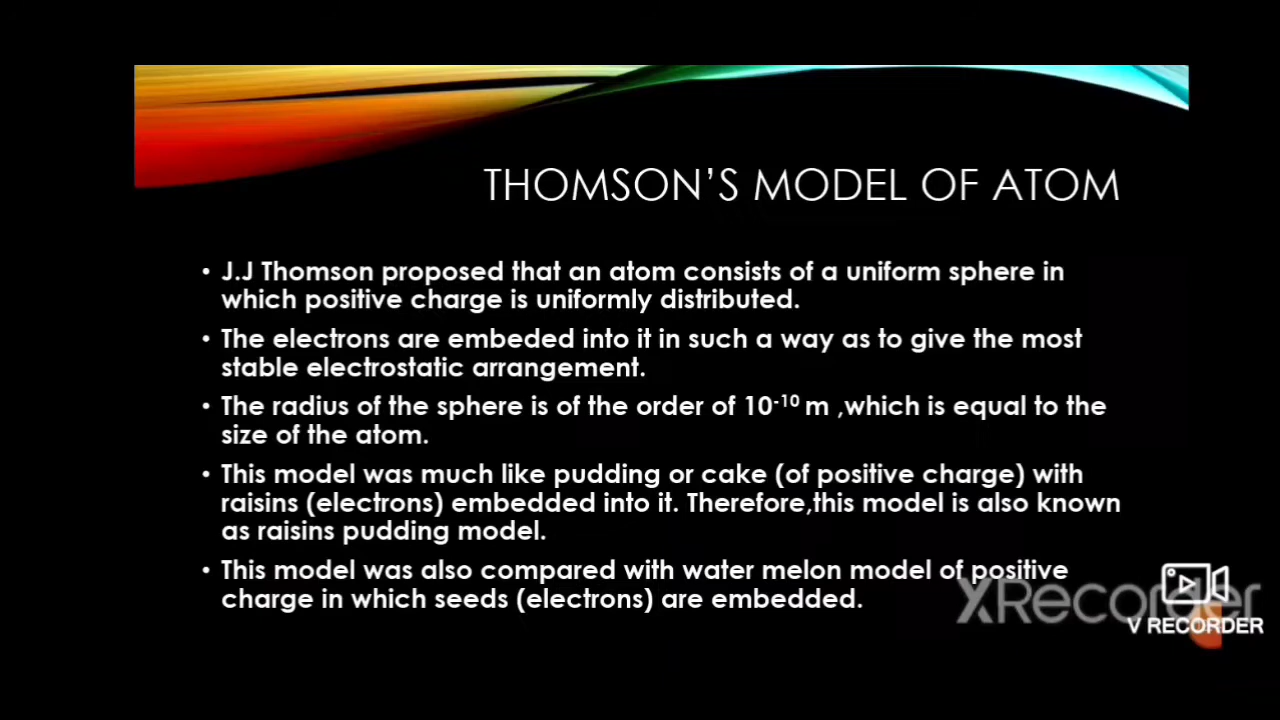 THOMSON'S MODEL OF ATOM
• J.J Thomson proposed that an atom consists of a uniform sphere in
which positive charge is uniformly distributed.
• The electrons are embeded into it in such a way as to give the most
stable electrostatic arrangement.
• The radius of the sphere is of the order of 10⁻¹⁰ m ,which is equal to the
size of the atom.
• This model was much like pudding or cake (of positive charge) with
raisins (electrons) embedded into it. Therefore,this model is also known
as raisins pudding model.
• This model was also compared with water melon model of positive
charge in which seeds (electrons) are embedded.
XRecorder
V RECORDER